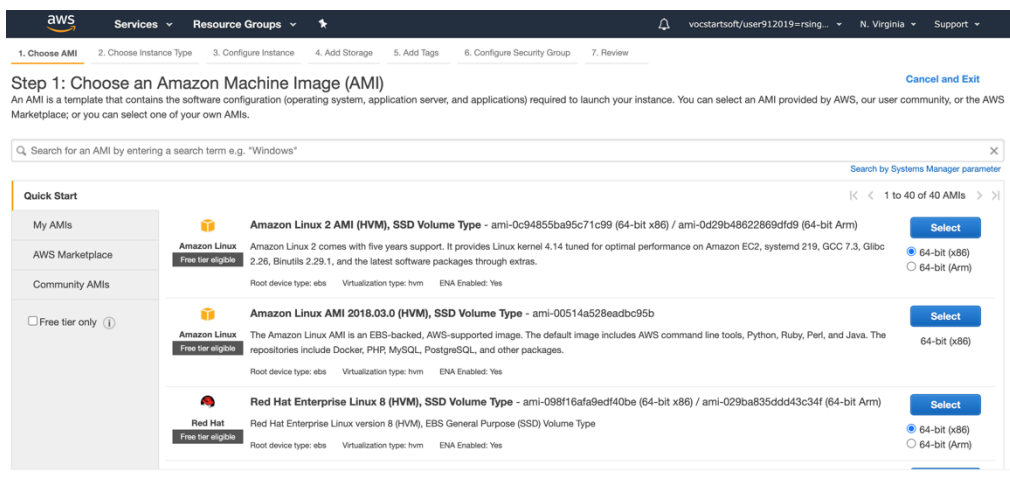 aws
Services
Resource Groups
vocstartsoft/user912019=rsing...
N. Virginia
Support
1. Choose AMI
2. Choose Instance Type
3. Configure Instance
4. Add Storage
5. Add Tags
6. Configure Security Group
7. Review
Step 1: Choose an Amazon Machine Image (AMI)
Cancel and Exit
An AMI is a template that contains the software configuration (operating system, application server, and applications) required to launch your instance. You can select an AMI provided by AWS, our user community, or the AWS
Marketplace; or you can select one of your own AMIs.
Search for an AMI by entering a search term e.g. "Windows"
Search by Systems Manager parameter
Quick Start
1 to 40 of 40 AMIs
My AMIs
AWS Marketplace
Community AMIs
Free tier only
Amazon Linux
Free tier eligible
Amazon Linux 2 AMI (HVM), SSD Volume Type - ami-0c94855ba95c71c99 (64-bit x86) / ami-0d29b48622869dfd9 (64-bit Arm)
Amazon Linux 2 comes with five years support. It provides Linux kernel 4.14 tuned for optimal performance on Amazon EC2, systemd 219, GCC 7.3, Glibc
2.26, Binutils 2.29.1, and the latest software packages through extras.
Root device type: ebs Virtualization type: hvm ENA Enabled: Yes
Select
64-bit (x86)
64-bit (Arm)
Amazon Linux
Free tier eligible
Amazon Linux AMI 2018.03.0 (HVM), SSD Volume Type - ami-00514a528eadbc95b
The Amazon Linux AMI is an EBS-backed, AWS-supported image. The default image includes AWS command line tools, Python, Ruby, Perl, and Java. The
repositories include Docker, PHP, MySQL, PostgreSQL, and other packages.
Root device type: ebs Virtualization type: hvm ENA Enabled: Yes
Select
64-bit (x86)
Red Hat
Free tier eligible
Red Hat Enterprise Linux 8 (HVM), SSD Volume Type - ami-098f16afa9edf40be (64-bit x86) / ami-029ba835ddd43c34f (64-bit Arm)
Red Hat Enterprise Linux version 8 (HVM), EBS General Purpose (SSD) Volume Type
Root device type: ebs Virtualization type: hvm ENA Enabled: Yes
Select
64-bit (x86)
64-bit (Arm)